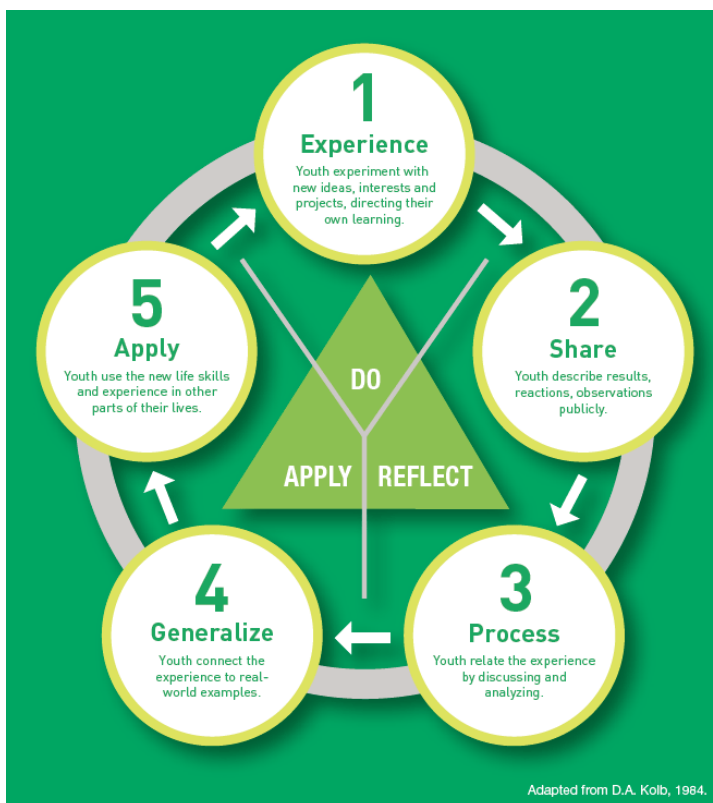 1
Experience
Youth experiment with
new ideas, interests and
projects, directing their
own learning.
2
Share
Youth describe results,
reactions, observations
publicly.
3
Process
Youth relate the experience
by discussing and
analyzing.
4
Generalize
Youth connect the
experience to real-
world examples.
5
Apply
Youth use the new life skills
and experience in other
parts of their lives.
DO
REFLECT
APPLY
Adapted from D.A. Kolb, 1984.